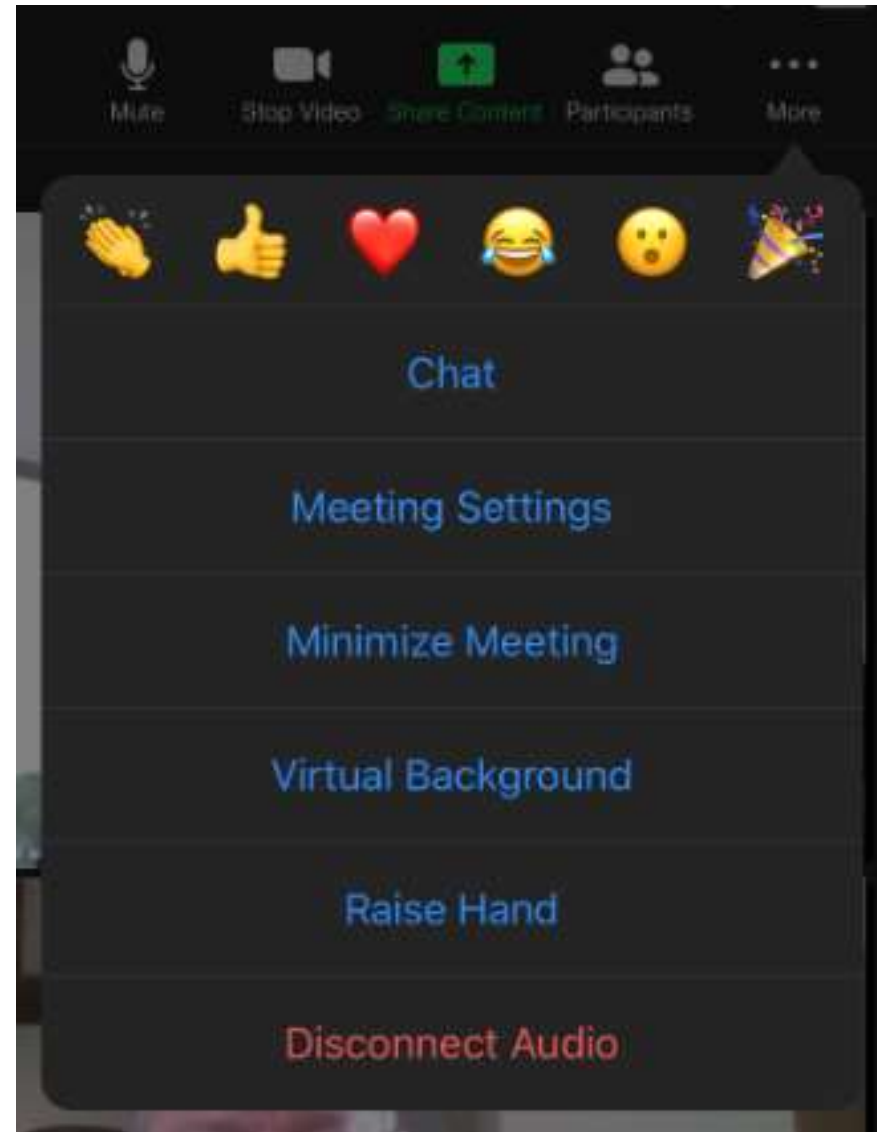 Mute
Stop Video
Share Content
Participants
More
Chat
Meeting Settings
Minimize Meeting
Virtual Background
Raise Hand
Disconnect Audio